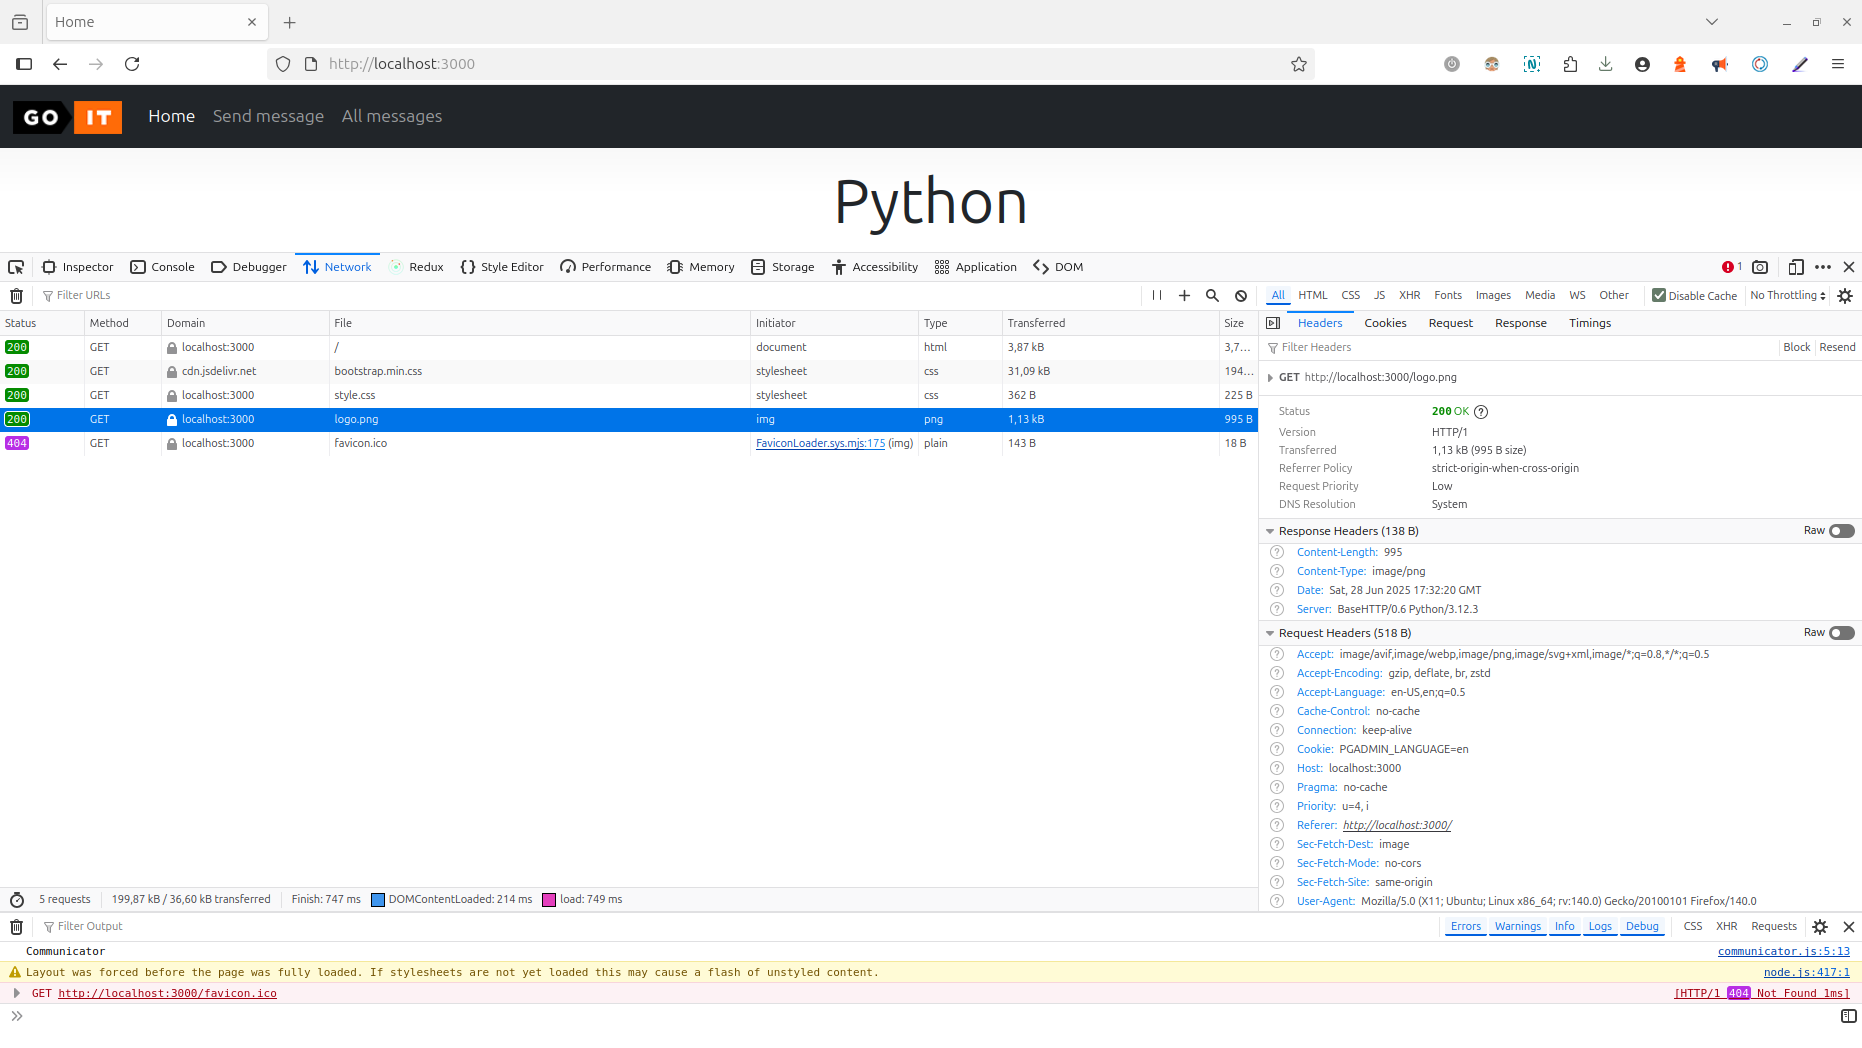 Home
http://localhost:3000
GO IT Home Send message All messages
Python
Inspector Console Debugger Network Redux Style Editor Performance Memory Storage Accessibility Application DOM 1
Filter URLs All HTML CSS JS XHR Fonts Images Media WS Other Disable Cache No Throttling
Status Method Domain File Initiator Type Transferred Size
200 GET localhost:3000 / document html 3,87 kB 3,7…
200 GET cdn.jsdelivr.net bootstrap.min.css stylesheet css 31,09 kB 194…
200 GET localhost:3000 style.css stylesheet css 362 B 225 B
200 GET localhost:3000 logo.png img png 1,13 kB 995 B
404 GET localhost:3000 favicon.ico FaviconLoader.sys.mjs:175 (img) plain 143 B 18 B
Headers Cookies Request Response Timings
Filter Headers Block Resend
GET http://localhost:3000/logo.png
Status 200 OK
Version HTTP/1
Transferred 1,13 kB (995 B size)
Referrer Policy strict-origin-when-cross-origin
Request Priority Low
DNS Resolution System
Response Headers (138 B) Raw
Content-Length: 995
Content-Type: image/png
Date: Sat, 28 Jun 2025 17:32:20 GMT
Server: BaseHTTP/0.6 Python/3.12.3
Request Headers (518 B) Raw
Accept: image/avif,image/webp,image/png,image/svg+xml,image/*;q=0.8,*/*;q=0.5
Accept-Encoding: gzip, deflate, br, zstd
Accept-Language: en-US,en;q=0.5
Cache-Control: no-cache
Connection: keep-alive
Cookie: PGADMIN_LANGUAGE=en
Host: localhost:3000
Pragma: no-cache
Priority: u=4, i
Referer: http://localhost:3000/
Sec-Fetch-Dest: image
Sec-Fetch-Mode: no-cors
Sec-Fetch-Site: same-origin
User-Agent: Mozilla/5.0 (X11; Ubuntu; Linux x86_64; rv:140.0) Gecko/20100101 Firefox/140.0
5 requests 199,87 kB / 36,60 kB transferred Finish: 747 ms DOMContentLoaded: 214 ms load: 749 ms
Filter Output Errors Warnings Info Logs Debug CSS XHR Requests
Communicator communicator.js:5:13
Layout was forced before the page was fully loaded. If stylesheets are not yet loaded this may cause a flash of unstyled content. node.js:417:1
GET http://localhost:3000/favicon.ico [HTTP/1 404 Not Found 1ms]